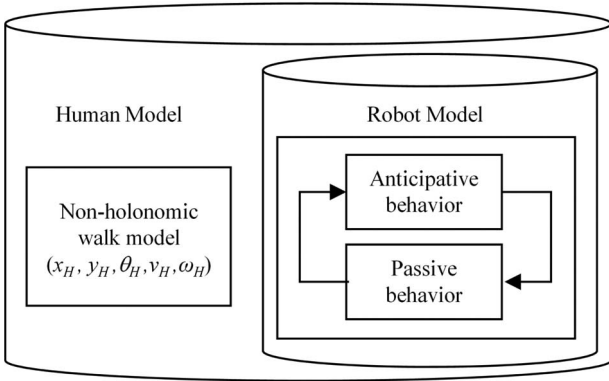 Human Model
Non-holonomic
walk model
(x_H, y_H, θ_H, v_H, ω_H)
Robot Model
Anticipative
behavior
Passive
behavior